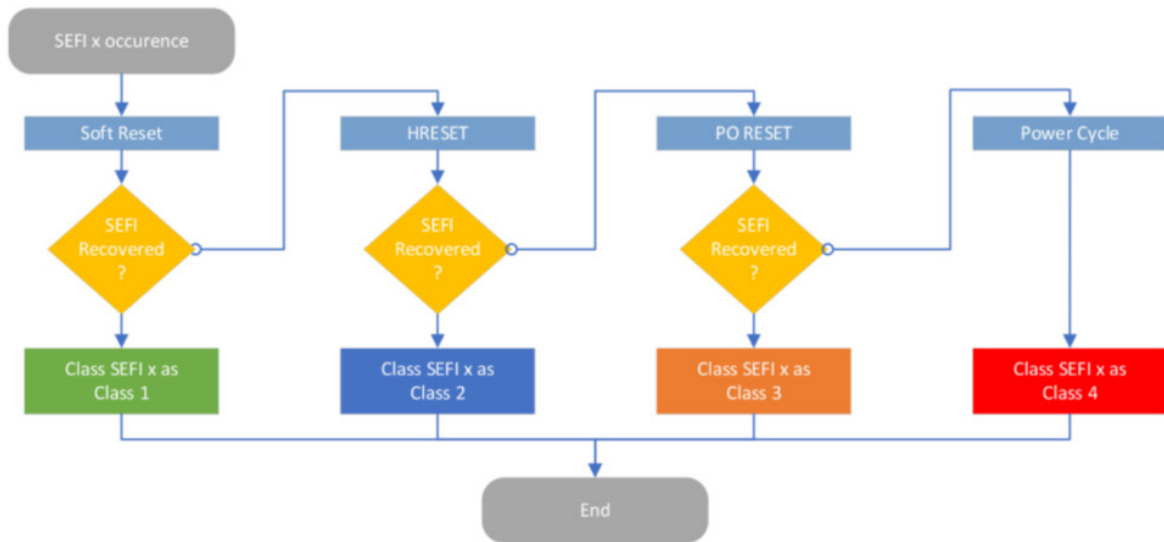 SEFI x occurence
Soft Reset
HRESET
PO RESET
Power Cycle
SEFI
Recovered
?
SEFI
Recovered
?
SEFI
Recovered
?
Class SEFI x as
Class 1
Class SEFI x as
Class 2
Class SEFI x as
Class 3
Class SEFI x as
Class 4
End